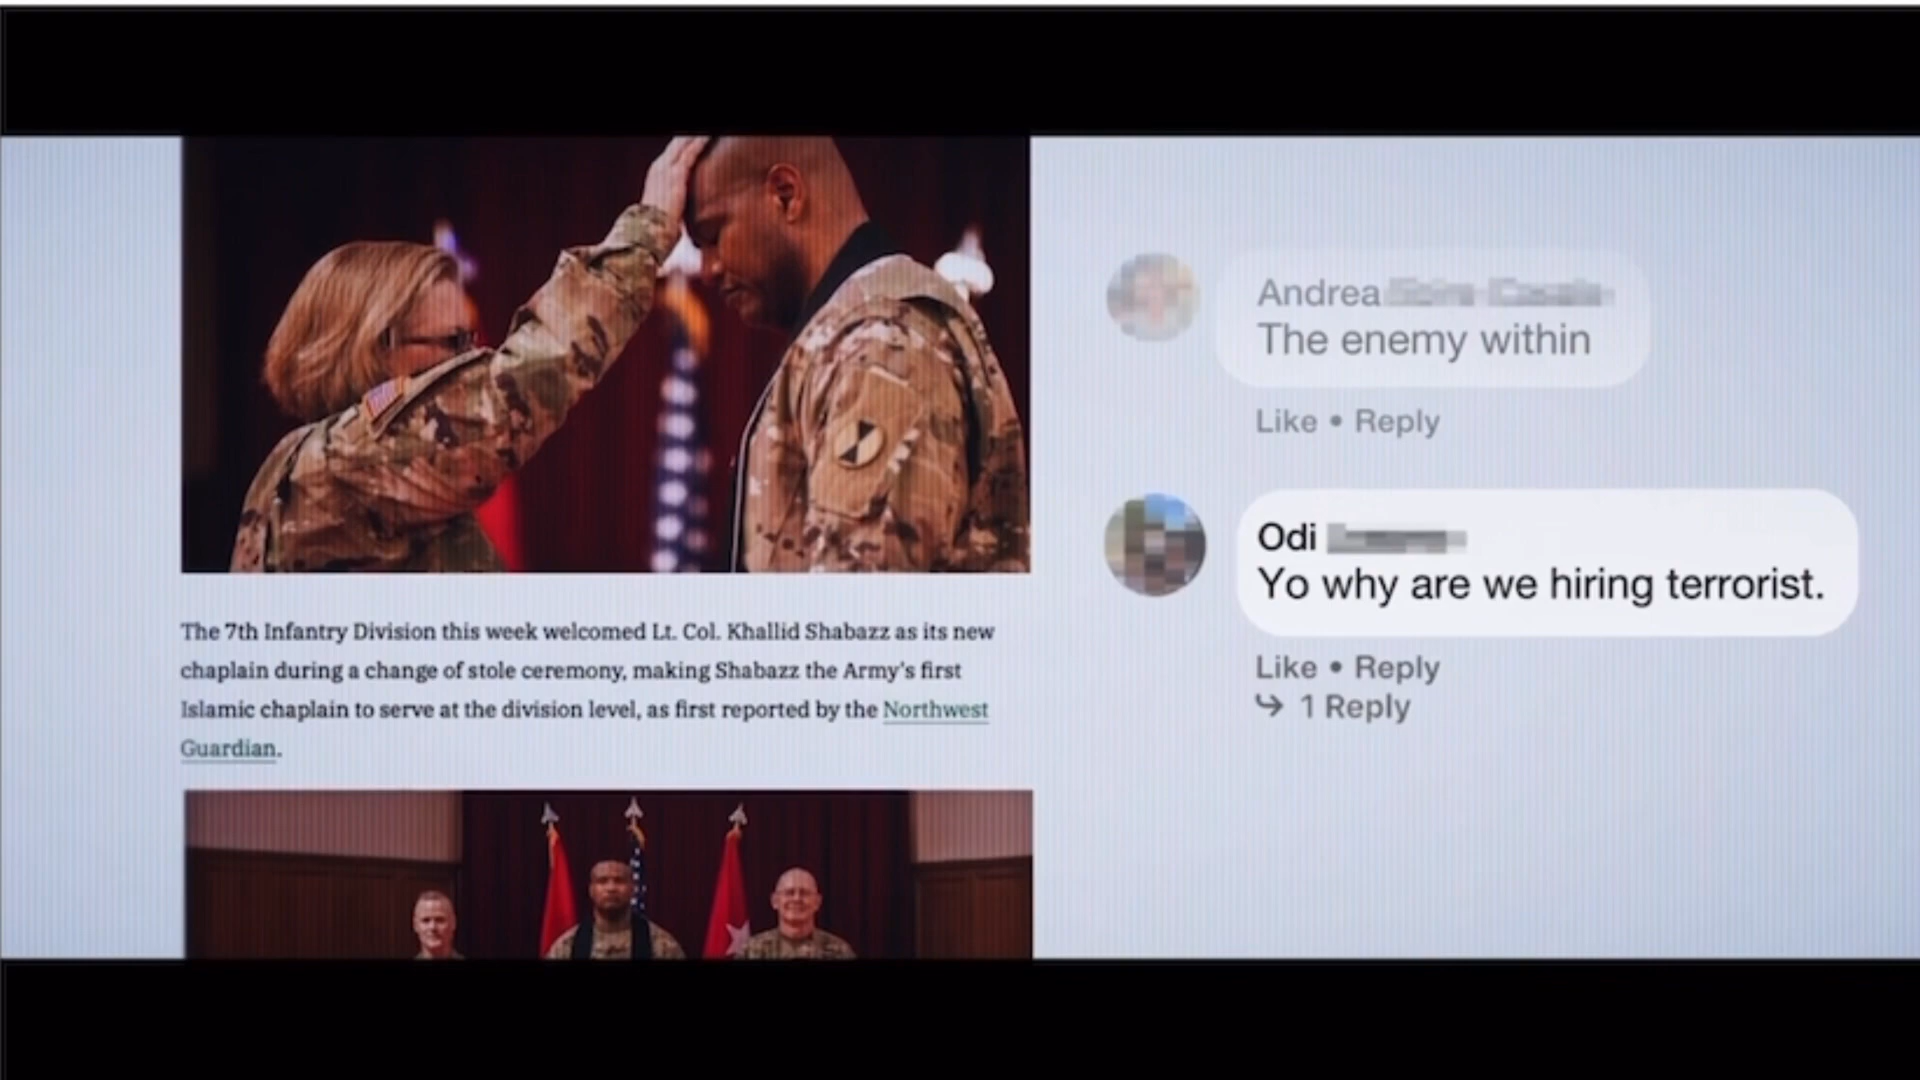 The 7th Infantry Division this week welcomed Lt. Col. Khallid Shabazz as its new
chaplain during a change of stole ceremony, making Shabazz the Army's first
Islamic chaplain to serve at the division level, as first reported by the Northwest
Guardian.
Andrea
The enemy within
Like • Reply
Odi
Yo why are we hiring terrorist.
Like • Reply
1 Reply